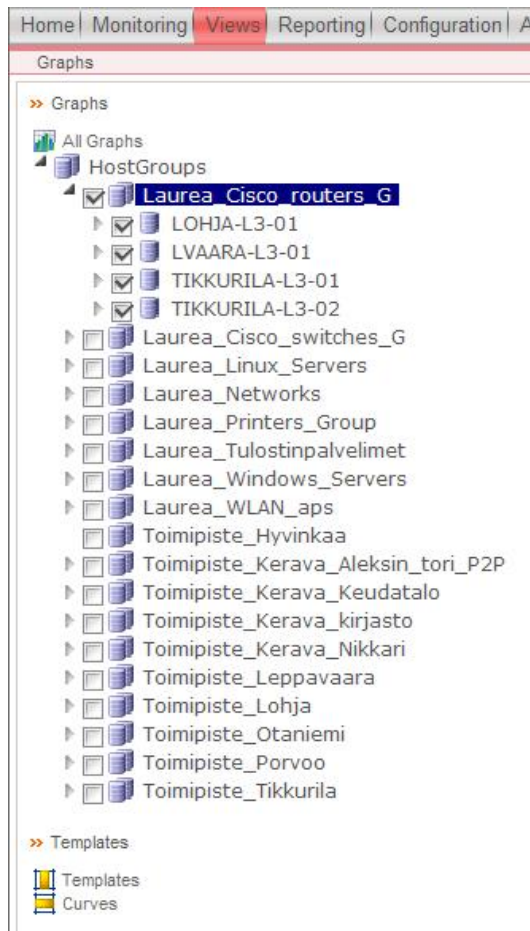 Home Monitoring Views Reporting Configuration A
Graphs
Graphs
All Graphs
HostGroups
Laurea_Cisco_routers_G
LOHJA-L3-01
LVAARA-L3-01
TIKKURILA-L3-01
TIKKURILA-L3-02
Laurea_Cisco_switches_G
Laurea_Linux_Servers
Laurea_Networks
Laurea_Printers_Group
Laurea_Tulostinpalvelimet
Laurea_Windows_Servers
Laurea_WLAN_aps
Toimipiste_Hyvinkaa
Toimipiste_Kerava_Aleksin_tori_P2P
Toimipiste_Kerava_Keudatalo
Toimipiste_Kerava_kirjasto
Toimipiste_Kerava_Nikkari
Toimipiste_Leppavaara
Toimipiste_Lohja
Toimipiste_Otaniemi
Toimipiste_Porvoo
Toimipiste_Tikkurila
Templates
Templates
Curves